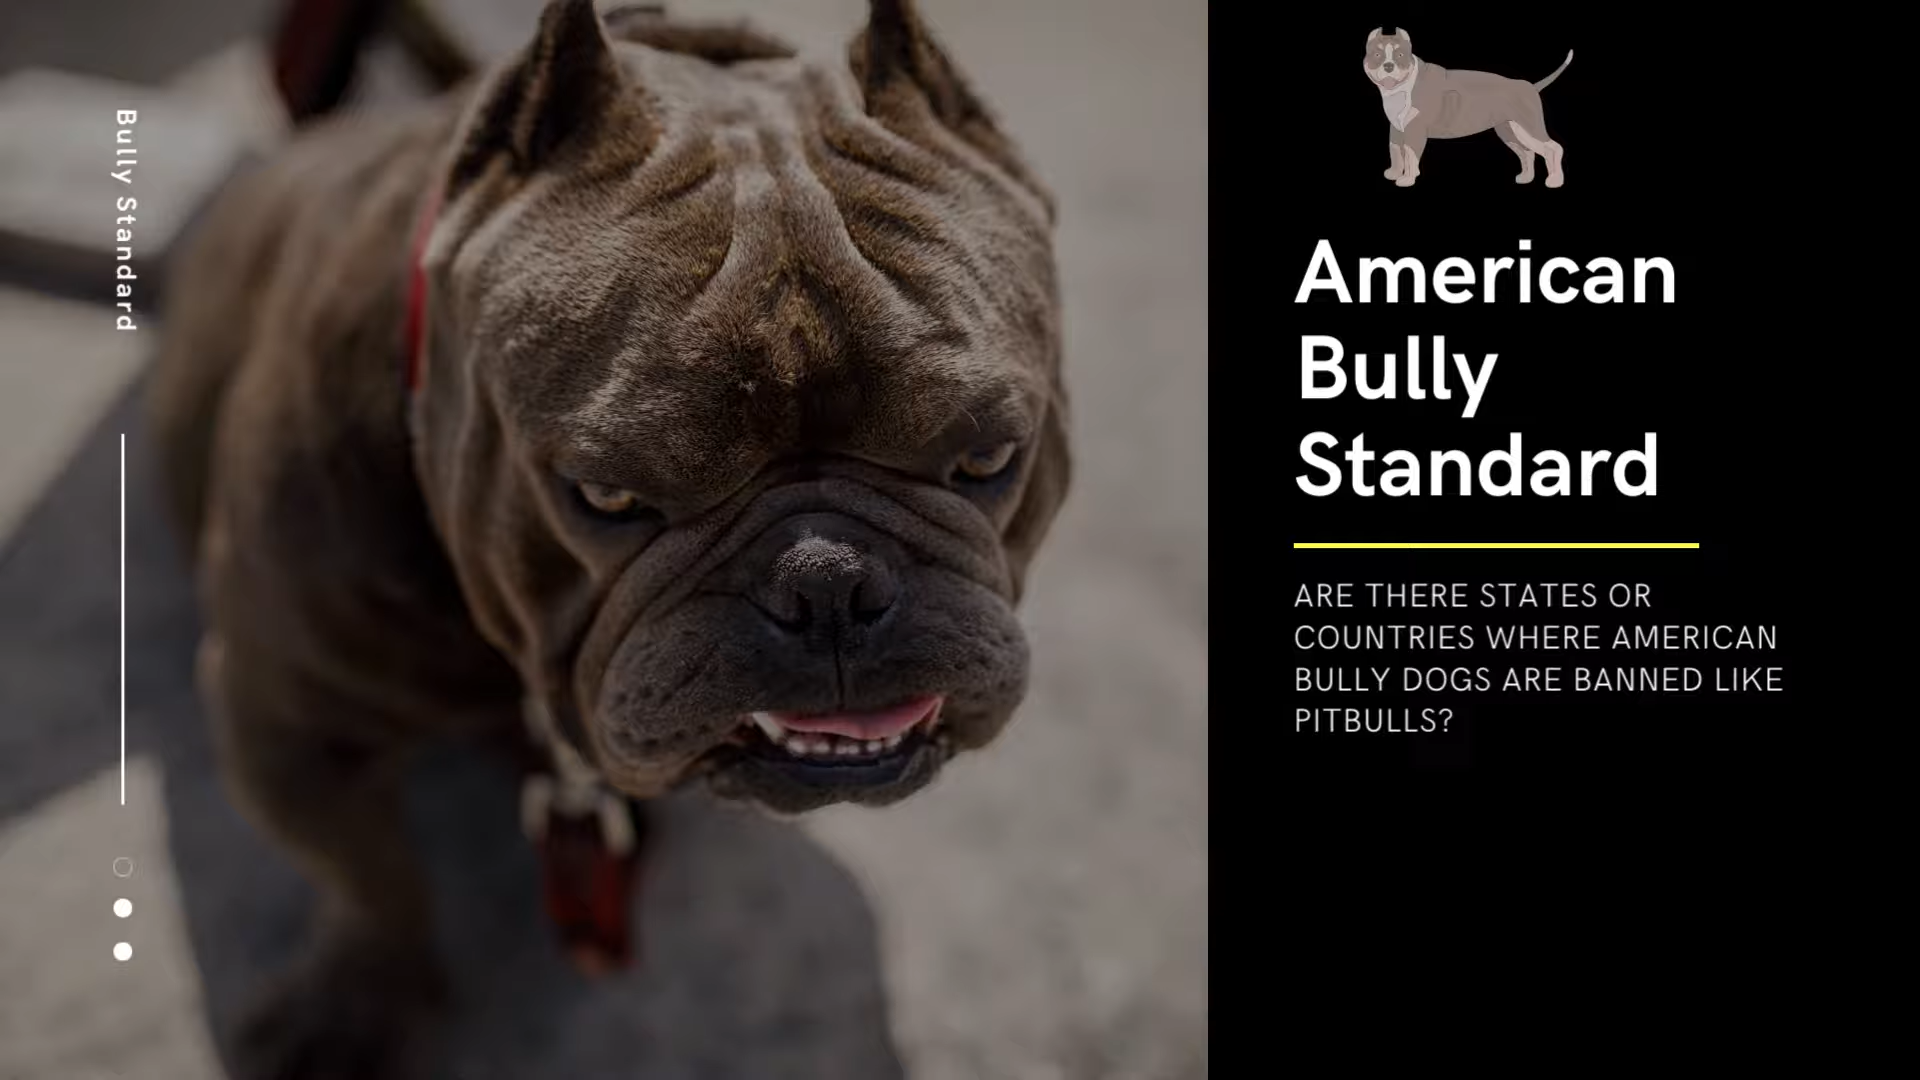 Bully Standard
American
Bully
Standard
ARE THERE STATES OR
COUNTRIES WHERE AMERICAN
BULLY DOGS ARE BANNED LIKE
PITBULLS?